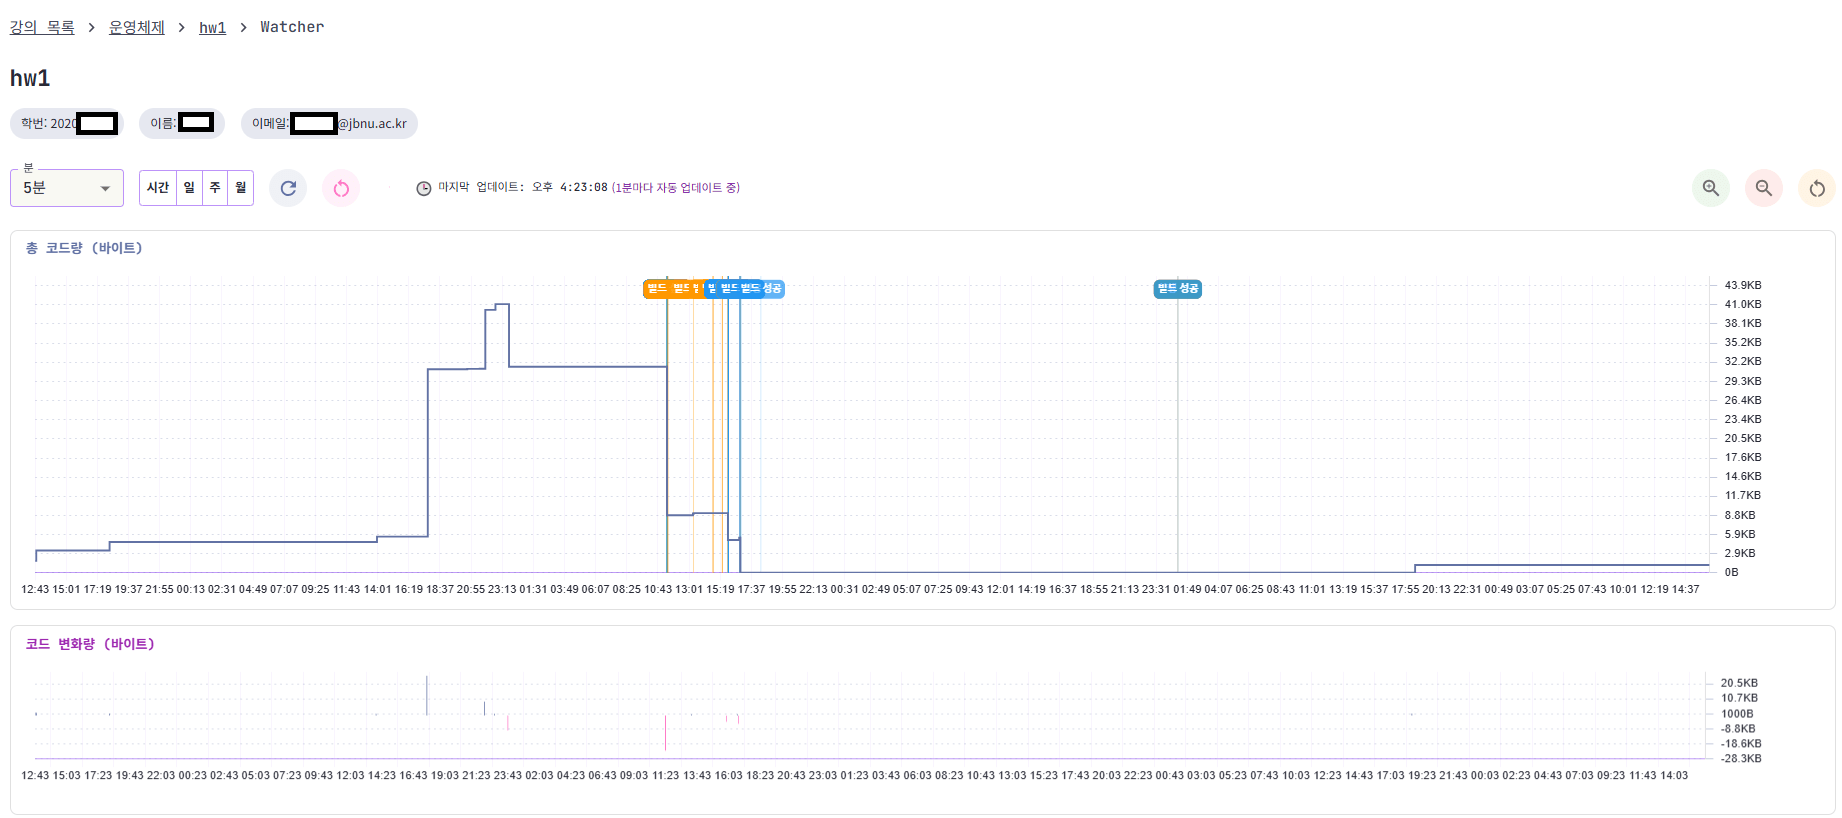 강의 목록 > 운영체제 > hw1 > Watcher
hw1
학번: 2020
이름:
이메일: @jbnu.ac.kr
분
5분
시간 일 주 월
마지막 업데이트: 오후 4:23:08 (1분마다 자동 업데이트 중)
총 코드량 (바이트)
빌드 빌드 빌드 빌드 성공
빌드 성공
43.9KB
41.0KB
38.1KB
35.2KB
32.2KB
29.3KB
26.4KB
23.4KB
20.5KB
17.6KB
14.6KB
11.7KB
8.8KB
5.9KB
2.9KB
0B
12:43 15:01 17:19 19:37 21:55 00:13 02:31 04:49 07:07 09:25 11:43 14:01 16:19 18:37 20:55 23:13 01:31 03:49 06:07 08:25 10:43 13:01 15:19 17:37 19:55 22:13 00:31 02:49 05:07 07:25 09:43 12:01 14:19 16:37 18:55 21:13 23:31 01:49 04:07 06:25 08:43 11:01 13:19 15:37 17:55 20:13 22:31 00:49 03:07 05:25 07:43 10:01 12:19 14:37
코드 변화량 (바이트)
20.5KB
10.7KB
1000B
-8.8KB
-18.6KB
-28.3KB
12:43 15:03 17:23 19:43 22:03 00:23 02:43 05:03 07:23 09:43 12:03 14:23 16:43 19:03 21:23 23:43 02:03 04:23 06:43 09:03 11:23 13:43 16:03 18:23 20:43 23:03 01:23 03:43 06:03 08:23 10:43 13:03 15:23 17:43 20:03 22:23 00:43 03:03 05:23 07:43 10:03 12:23 14:43 17:03 19:23 21:43 00:03 02:23 04:43 07:03 09:23 11:43 14:03